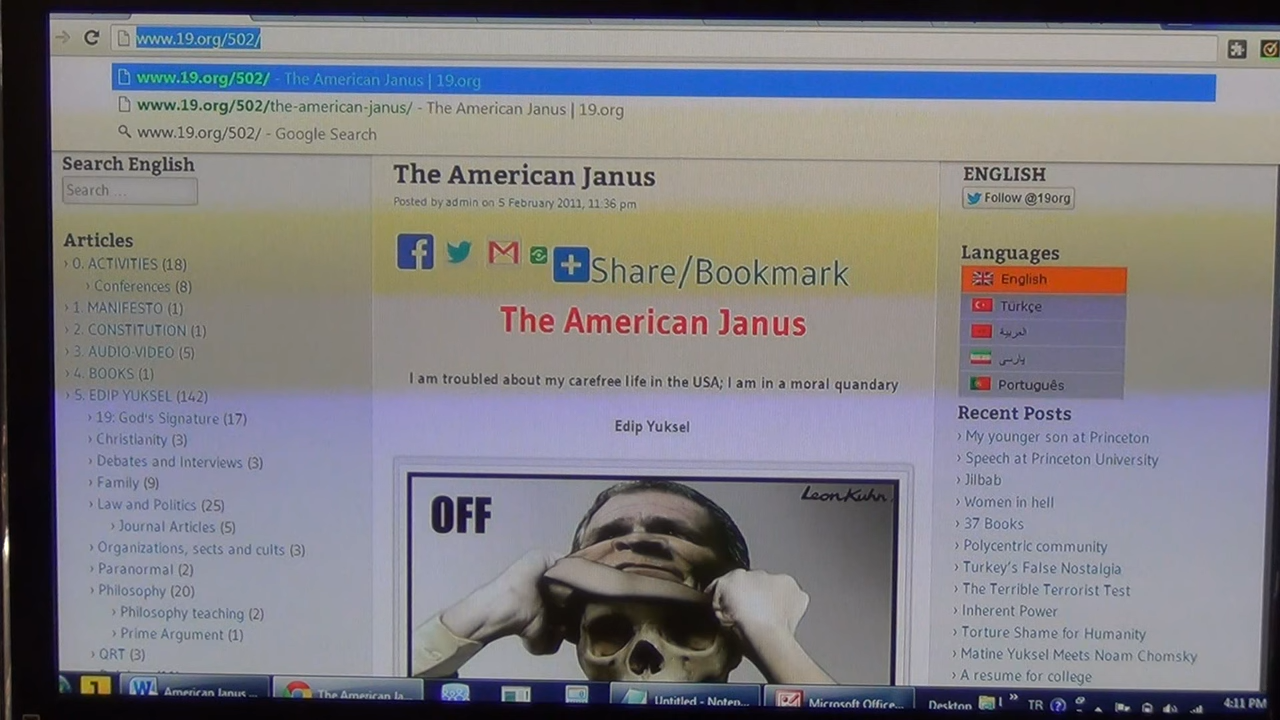 www.19.org/502/
www.19.org/502/ - The American Janus | 19.org
www.19.org/502/the-american-janus/ - The American Janus | 19.org
www.19.org/502/ - Google Search
Search English
Search ...
Articles
0. ACTIVITIES (18)
Conferences (8)
1. MANIFESTO (1)
2. CONSTITUTION (1)
3. AUDIO-VIDEO (5)
4. BOOKS (1)
5. EDIP YUKSEL (142)
19: God's Signature (17)
Christianity (3)
Debates and Interviews (3)
Family (9)
Law and Politics (25)
Journal Articles (5)
Organizations, sects and cults (3)
Paranormal (2)
Philosophy (20)
Philosophy teaching (2)
Prime Argument (1)
QRT (3)
The American Janus
Posted by admin on 5 February 2011, 11:36 pm
Share/Bookmark
The American Janus
I am troubled about my carefree life in the USA; I am in a moral quandary
Edip Yuksel
OFF
Leon Kuhn.
ENGLISH
Follow @19org
Languages
English
Türkçe
العربية
پارسی
Português
Recent Posts
My younger son at Princeton
Speech at Princeton University
Jilbab
Women in hell
37 Books
Polycentric community
Turkey's False Nostalgia
The Terrible Terrorist Test
Inherent Power
Torture Shame for Humanity
Matine Yuksel Meets Noam Chomsky
A reason for college
American Janus ...
The American Ja...
Untitled - Noten...
Microsoft Office...
Desktop
TR
4:11 PM